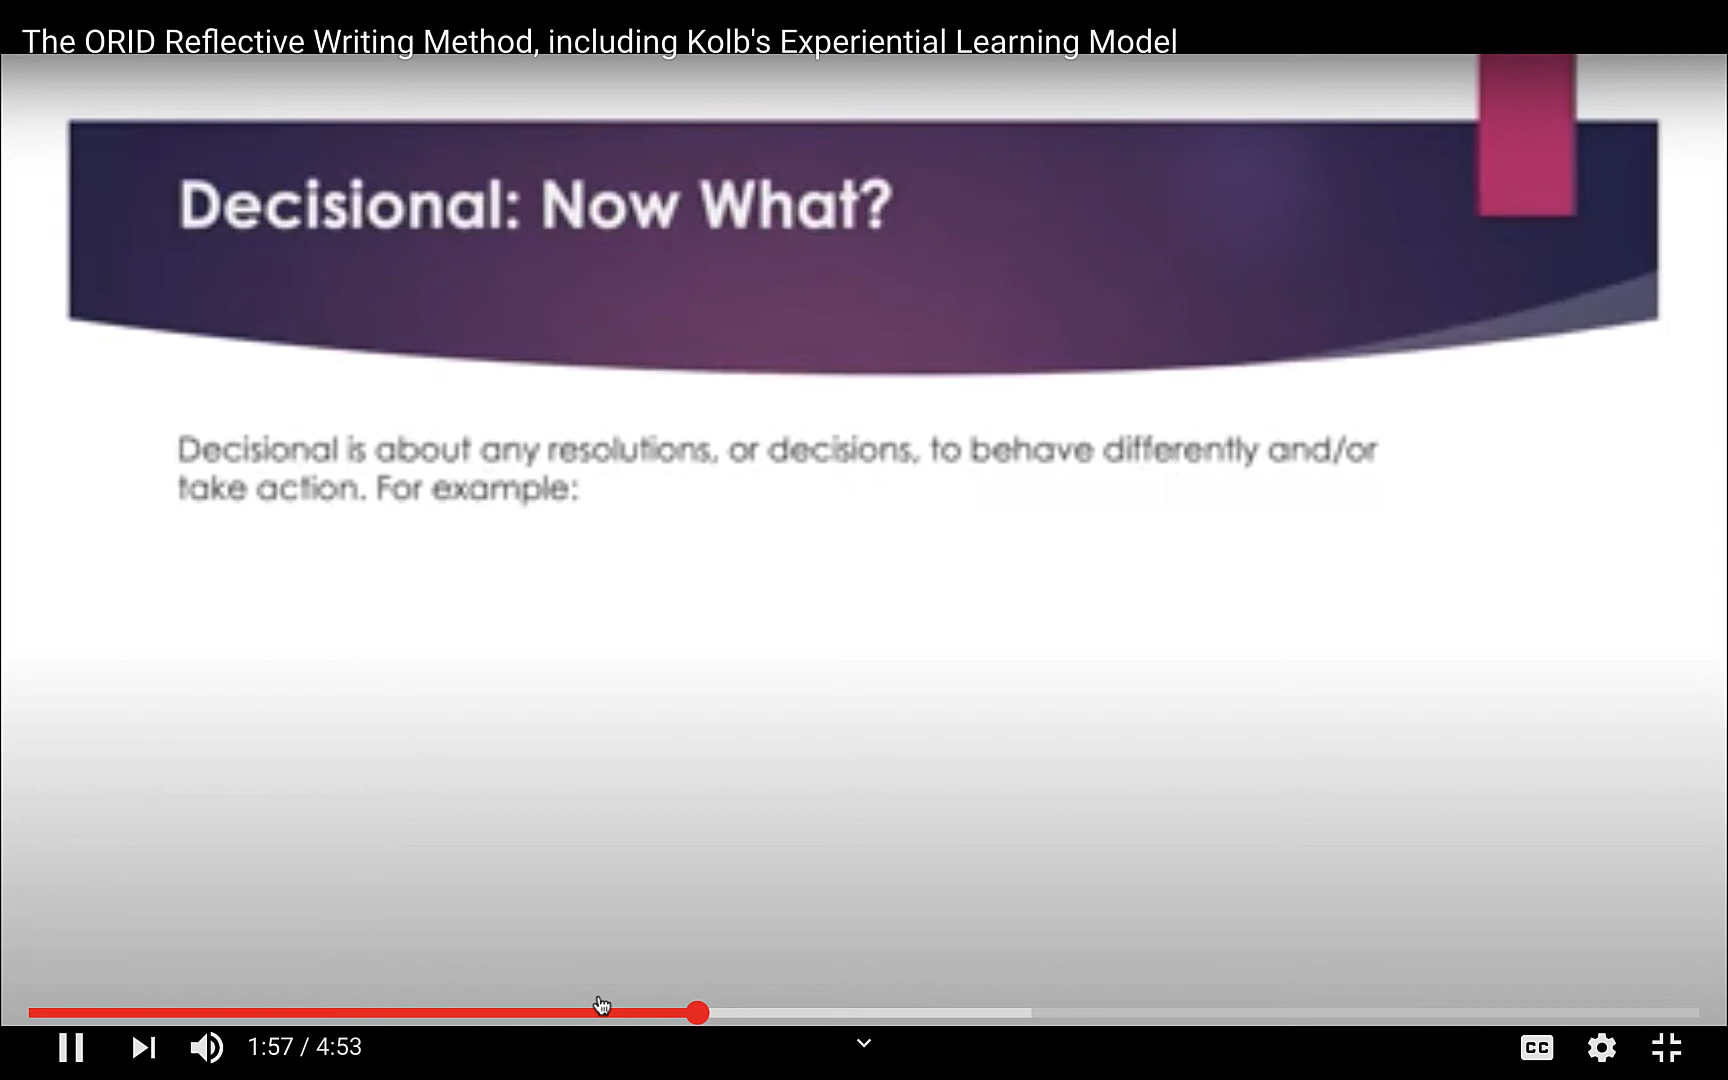 The ORID Reflective Writing Method, including Kolb's Experiential Learning Model
Decisional: Now What?
Decisional is about any resolutions, or decisions, to behave differently and/or
take action. For example:
1:57 / 4:53
CC